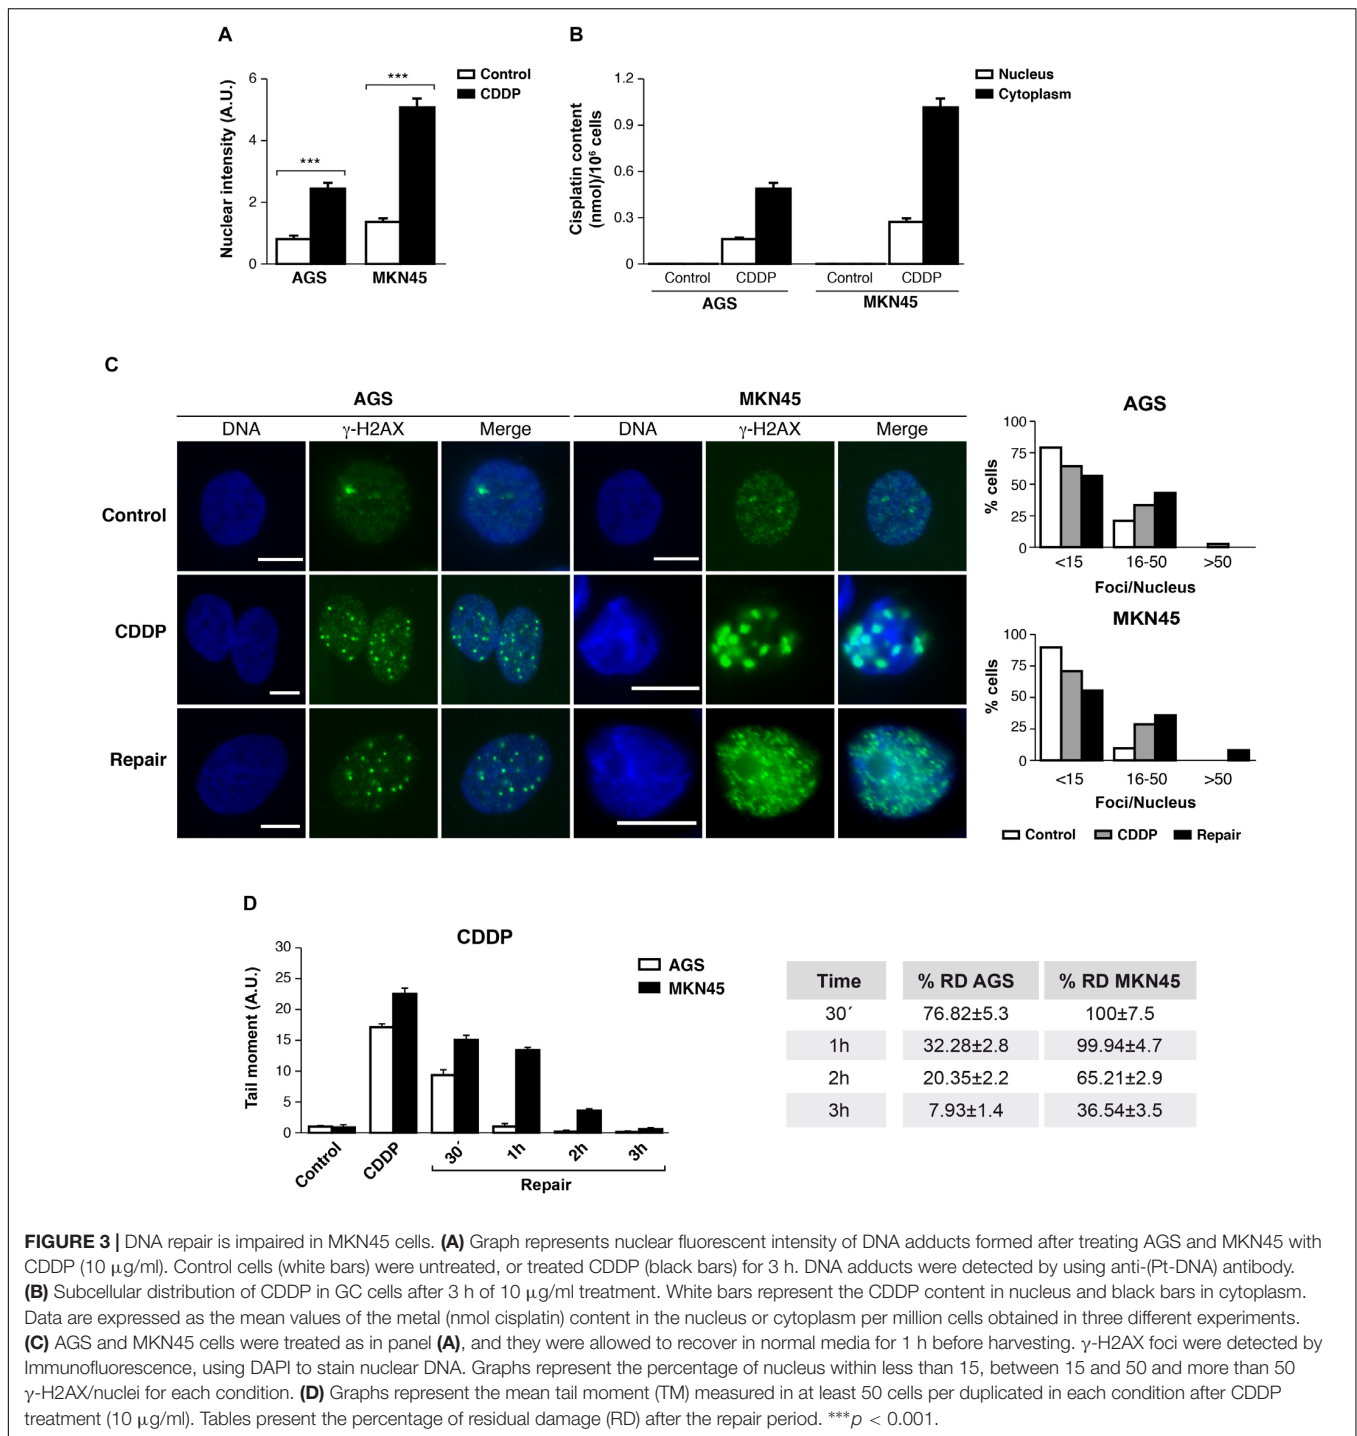 A
Nuclear intensity (A.U.)
6
4
2
0
***
***
Control
CDDP
AGS
MKN45
B
Cisplatin content
(nmol)/10⁶ cells
1.2
0.9
0.6
0.3
0
Nucleus
Cytoplasm
Control
CDDP
Control
CDDP
AGS
MKN45
C
AGS
MKN45
DNA
γ-H2AX
Merge
DNA
γ-H2AX
Merge
Control
CDDP
Repair
AGS
% cells
100
75
50
25
0
<15
16-50
>50
Foci/Nucleus
MKN45
% cells
100
75
50
25
0
<15
16-50
>50
Foci/Nucleus
Control
CDDP
Repair
D
CDDP
Tail moment (A.U.)
30
25
20
15
10
5
0
AGS
MKN45
Control
CDDP
30´
1h
2h
3h
Repair
Time % RD AGS % RD MKN45
30´ 76.82±5.3 100±7.5
1h 32.28±2.8 99.94±4.7
2h 20.35±2.2 65.21±2.9
3h 7.93±1.4 36.54±3.5
FIGURE 3 | DNA repair is impaired in MKN45 cells. (A) Graph represents nuclear fluorescent intensity of DNA adducts formed after treating AGS and MKN45 with
CDDP (10 μg/ml). Control cells (white bars) were untreated, or treated CDDP (black bars) for 3 h. DNA adducts were detected by using anti-(Pt-DNA) antibody.
(B) Subcellular distribution of CDDP in GC cells after 3 h of 10 μg/ml treatment. White bars represent the CDDP content in nucleus and black bars in cytoplasm.
Data are expressed as the mean values of the metal (nmol cisplatin) content in the nucleus or cytoplasm per million cells obtained in three different experiments.
(C) AGS and MKN45 cells were treated as in panel (A), and they were allowed to recover in normal media for 1 h before harvesting. γ-H2AX foci were detected by
Immunofluorescence, using DAPI to stain nuclear DNA. Graphs represent the percentage of nucleus within less than 15, between 15 and 50 and more than 50
γ-H2AX/nuclei for each condition. (D) Graphs represent the mean tail moment (TM) measured in at least 50 cells per duplicated in each condition after CDDP
treatment (10 μg/ml). Tables present the percentage of residual damage (RD) after the repair period. ***p < 0.001.